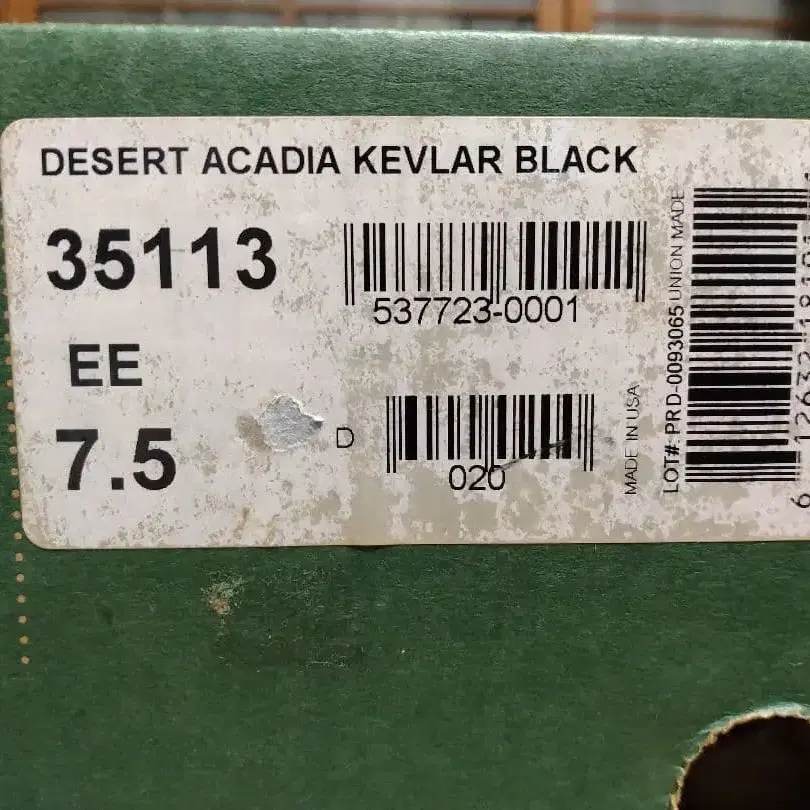 DESERT ACADIA KEVLAR BLACK
35113
537723-0001
EE
7.5
D
020
MADE IN USA
LOT#: PRD-0093065 UNION MADE